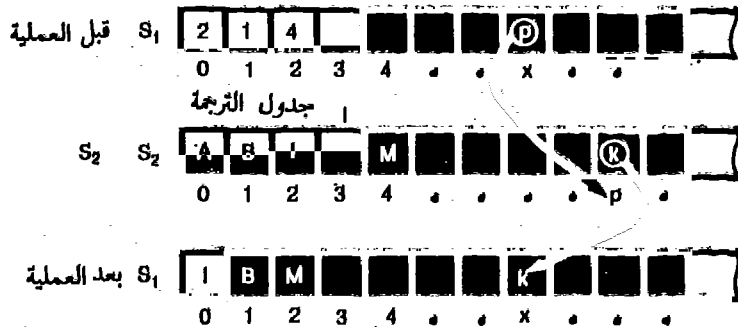 قبل العملية S₁ 2 1 4 p
0 1 2 3 4 . . x . .
جدول الترجمة
S₂ S₂ A B I M k
0 1 2 3 4 . . . . p .
بعد العملية S₁ I B M k
0 1 2 3 4 . . x . . .